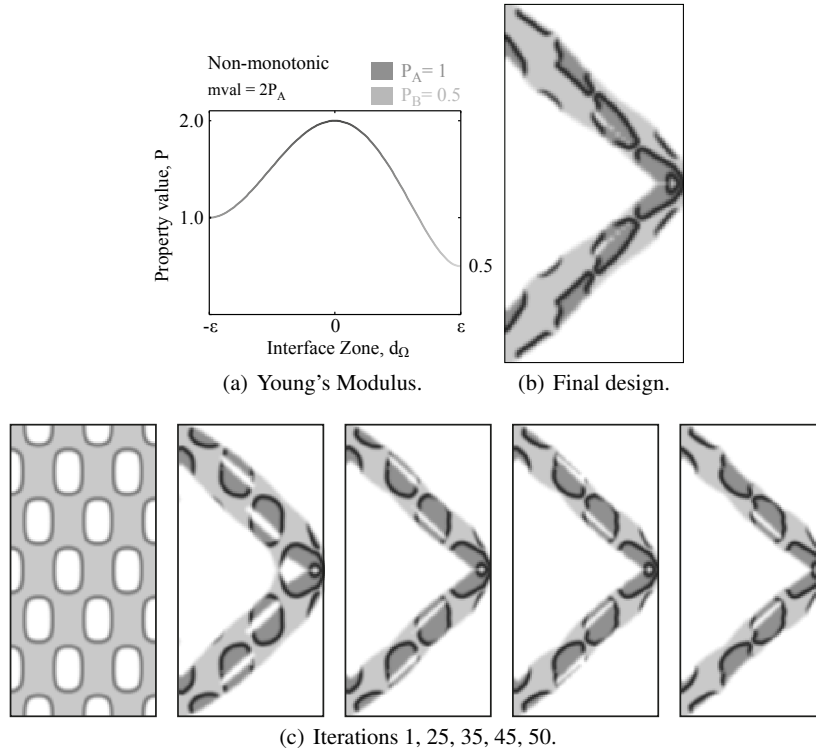 Non-monotonic
mval = 2P_A
P_A= 1
P_B= 0.5
2.0
1.0
0.5
Property value, P
-ε
0
ε
Interface Zone, d_Ω
(a) Young's Modulus.
(b) Final design.
(c) Iterations 1, 25, 35, 45, 50.